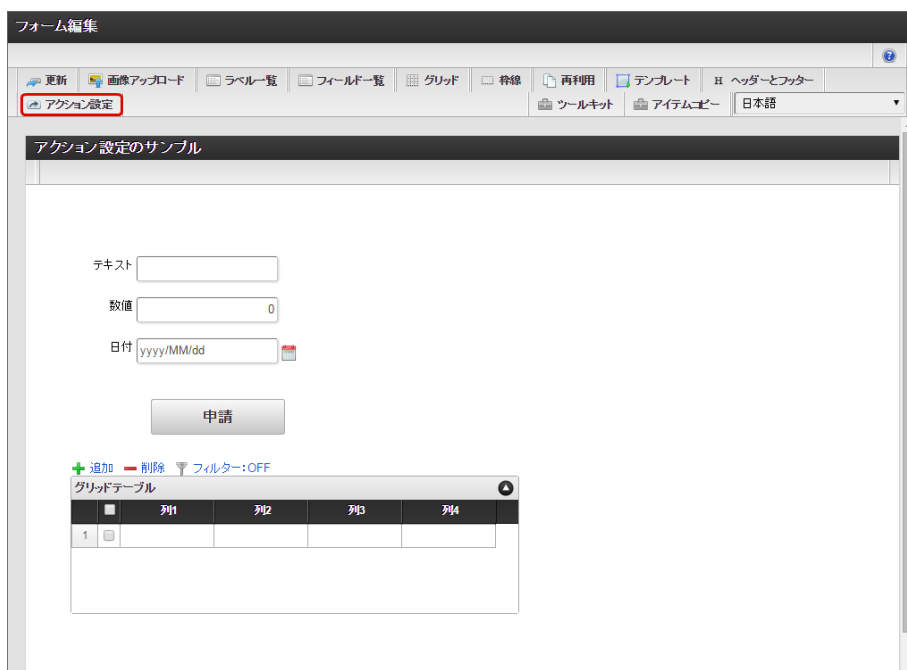 フォーム編集
更新 画像アップロード ラベル一覧 フィールド一覧 グリッド 枠線 再利用 テンプレート H ヘッダーとフッター
アクション設定 ツールキット アイテムコピー 日本語
アクション設定のサンプル
テキスト
数値 0
日付 yyyy/MM/dd
申請
追加 削除 フィルター:OFF
グリッドテーブル
列1 列2 列3 列4
1